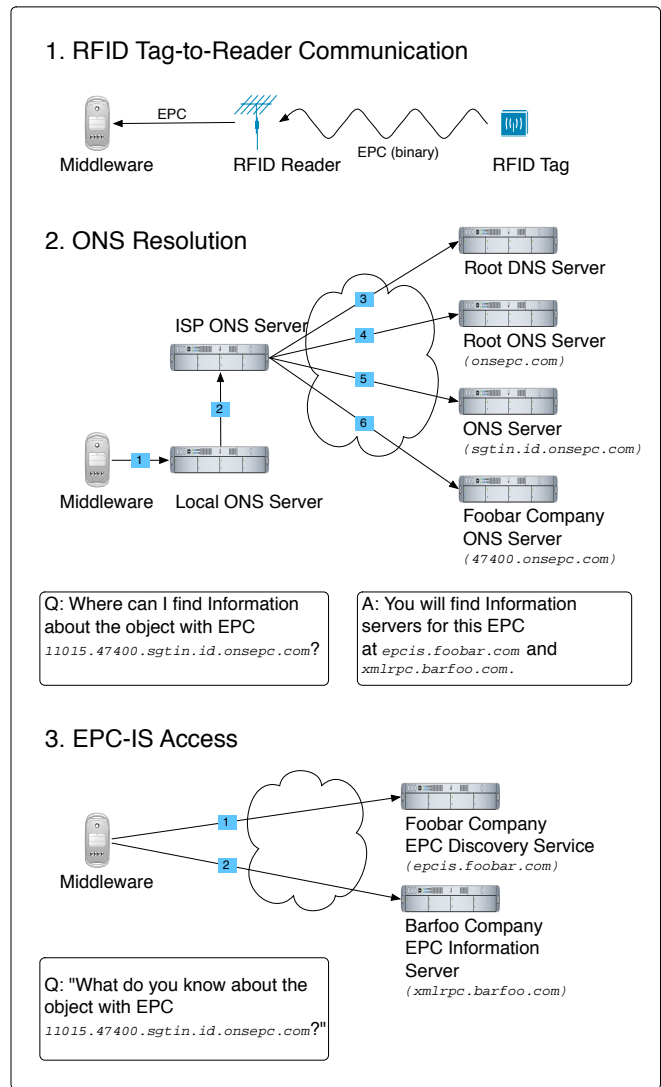 1. RFID Tag-to-Reader Communication
EPC
EPC (binary)
Middleware
RFID Reader
RFID Tag
2. ONS Resolution
Root DNS Server
ISP ONS Server
3
4
Root ONS Server
(onsepc.com)
5
2
6
ONS Server
(sgtin.id.onsepc.com)
1
Middleware
Local ONS Server
Foobar Company
ONS Server
(47400.onsepc.com)
Q: Where can I find Information
about the object with EPC
11015.47400.sgtin.id.onsepc.com?
A: You will find Information
servers for this EPC
at epcis.foobar.com and
xmlrpc.barfoo.com.
3. EPC-IS Access
1
Foobar Company
EPC Discovery Service
(epcis.foobar.com)
2
Middleware
Barfoo Company
EPC Information
Server
(xmlrpc.barfoo.com)
Q: "What do you know about the
object with EPC
11015.47400.sgtin.id.onsepc.com?"